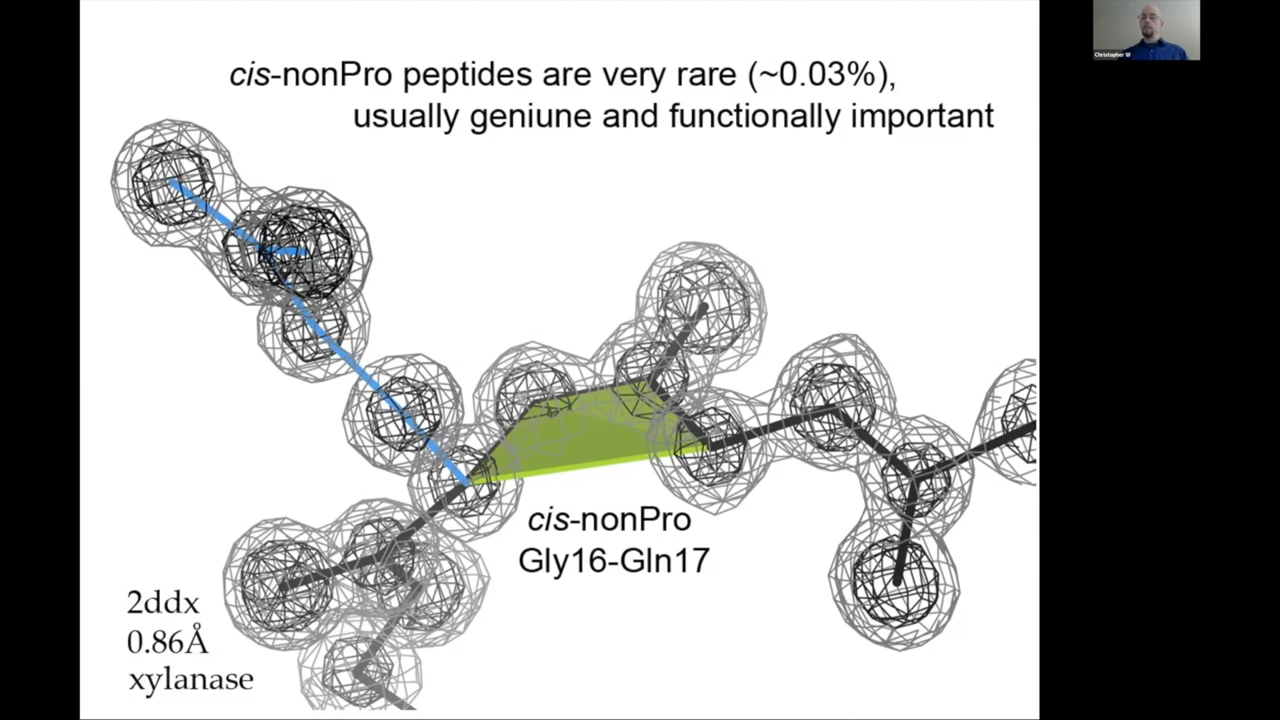 cis-nonPro peptides are very rare (~0.03%),
usually geniune and functionally important
Christopher W
cis-nonPro
Gly16-Gln17
2ddx
0.86Å
xylanase